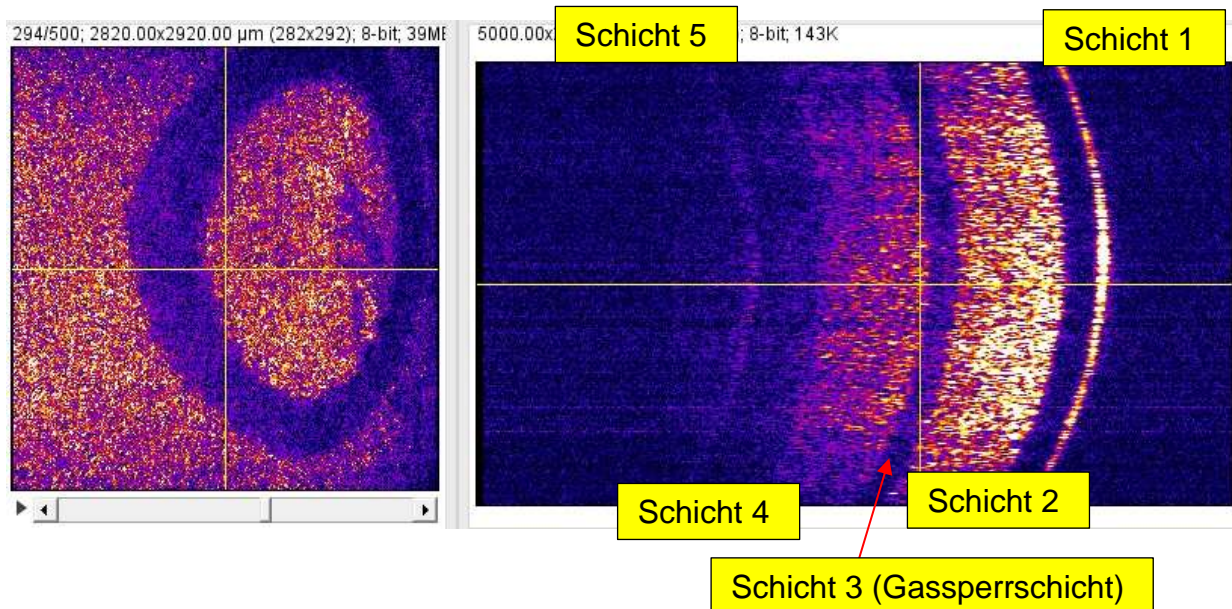 294/500; 2820.00x2920.00 µm (282x292); 8-bit; 39ME
5000.00x
; 8-bit; 143K
Schicht 5
Schicht 1
Schicht 4
Schicht 2
Schicht 3 (Gassperrschicht)